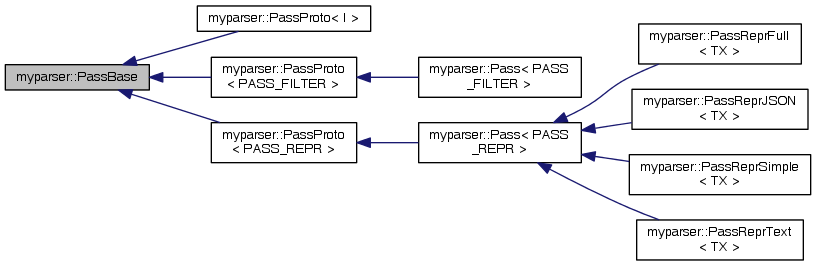 myparser::PassBase
myparser::PassProto< I >
myparser::PassProto
< PASS_FILTER >
myparser::PassProto
< PASS_REPR >
myparser::Pass< PASS
_FILTER >
myparser::Pass< PASS
_REPR >
myparser::PassReprFull
< TX >
myparser::PassReprJSON
< TX >
myparser::PassReprSimple
< TX >
myparser::PassReprText
< TX >